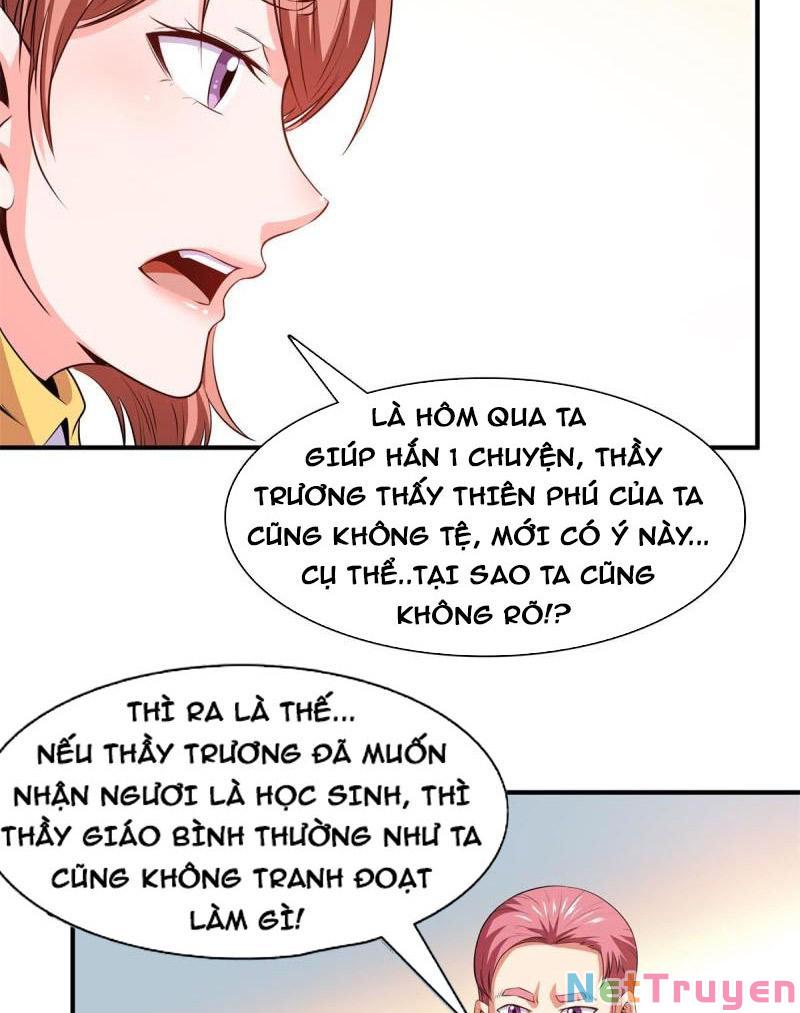 LÀ HÔM QUA TA
GIÚP HẮN 1 CHUYỆN, THẦY
TRƯƠNG THẤY THIÊN PHÚ CỦA TA
CŨNG KHÔNG TỆ, MỚI CÓ Ý NÀY...
CỤ THỂ..TẠI SAO TA CŨNG
KHÔNG RÕ!?
THÌ RA LÀ THẾ...
NẾU THẦY TRƯƠNG ĐÃ MUỐN
NHẬN NGƯƠI LÀ HỌC SINH, THÌ
THẦY GIÁO BÌNH THƯỜNG NHƯ TA
CŨNG KHÔNG TRANH ĐOẠT
LÀM GÌ!
NetTruyen